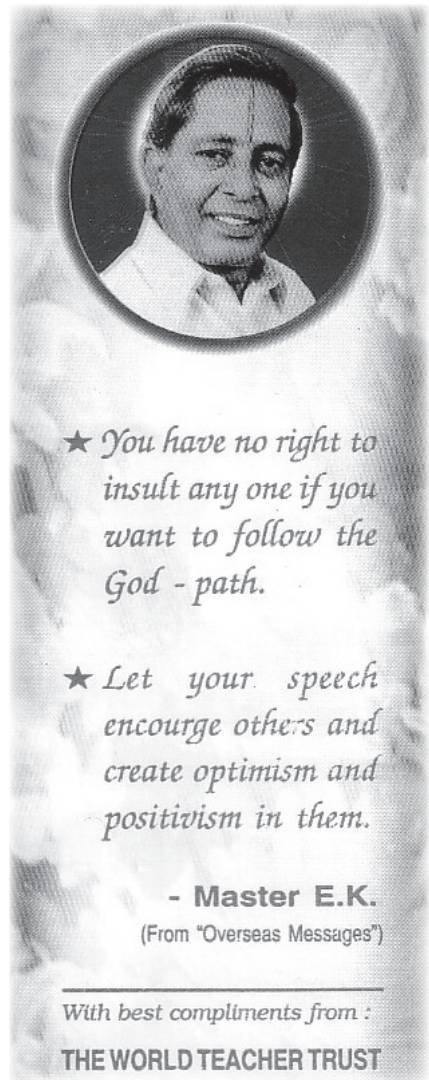 ★ You have no right to
insult any one if you
want to follow the
God - path.
★ Let your speech
encourge others and
create optimism and
positivism in them.
- Master E.K.
(From "Overseas Messages")
With best compliments from :
THE WORLD TEACHER TRUST